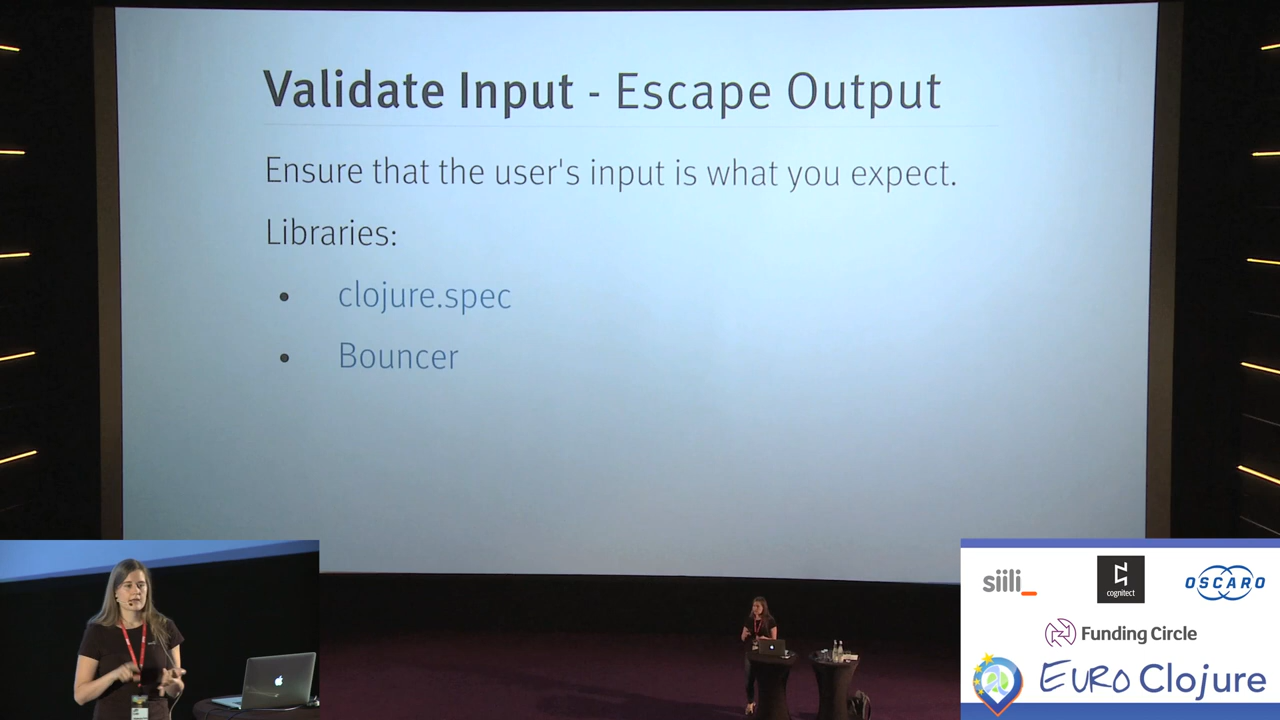 Validate Input - Escape Output
Ensure that the user's input is what you expect.
Libraries:
• clojure.spec
• Bouncer
siili_
cognitect
OSCARO
Funding Circle
EURO Clojure